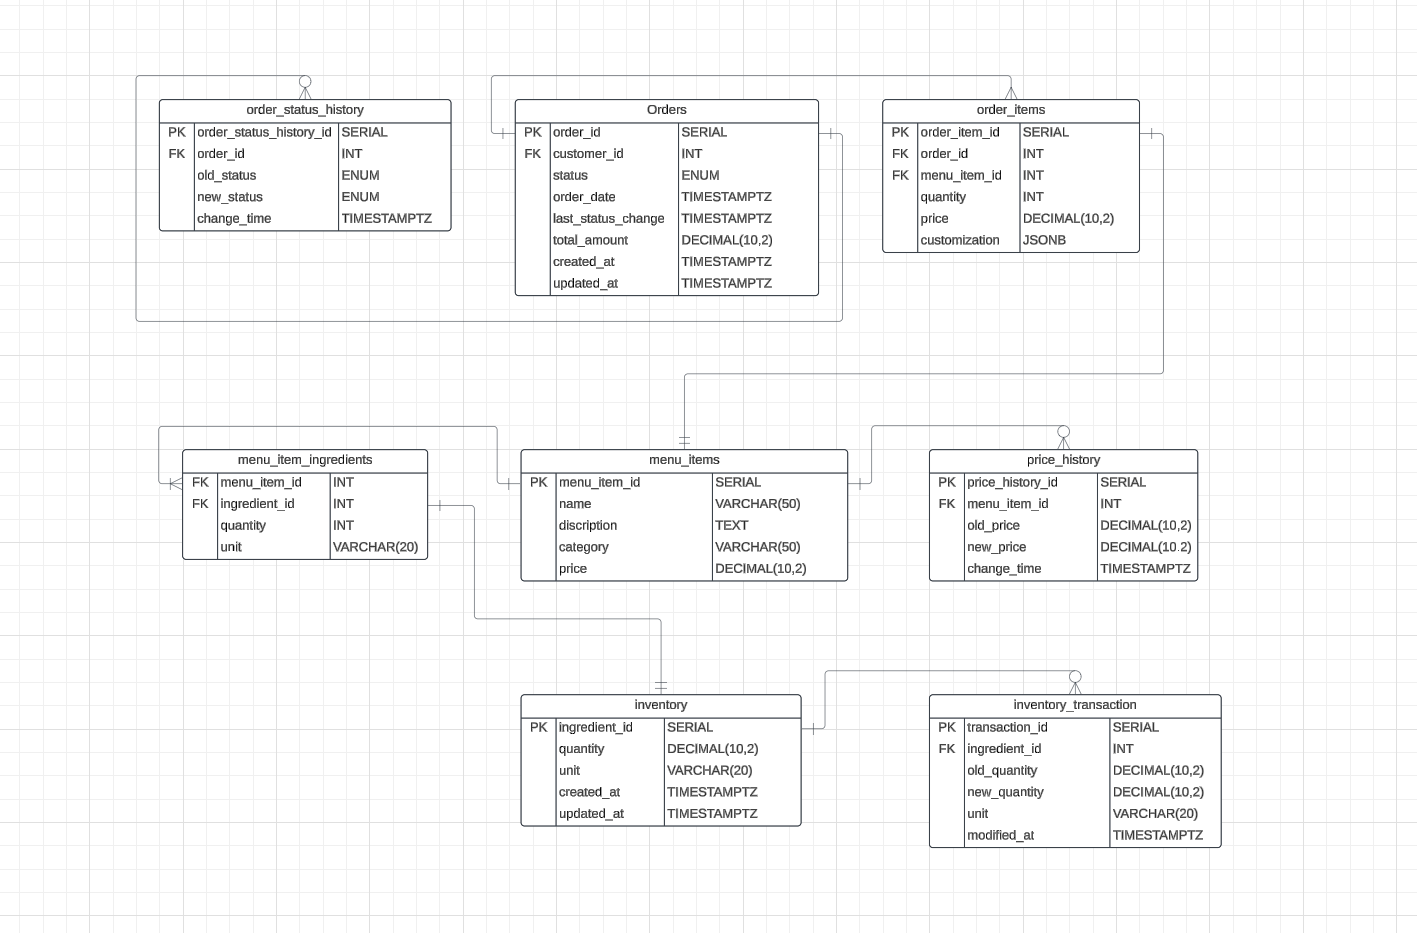 order_status_history
PK order_status_history_id SERIAL
FK order_id INT
old_status ENUM
new_status ENUM
change_time TIMESTAMPTZ
Orders
PK order_id SERIAL
FK customer_id INT
status ENUM
order_date TIMESTAMPTZ
last_status_change TIMESTAMPTZ
total_amount DECIMAL(10,2)
created_at TIMESTAMPTZ
updated_at TIMESTAMPTZ
order_items
PK order_item_id SERIAL
FK order_id INT
FK menu_item_id INT
quantity INT
price DECIMAL(10,2)
customization JSONB
menu_item_ingredients
FK menu_item_id INT
FK ingredient_id INT
quantity INT
unit VARCHAR(20)
menu_items
PK menu_item_id SERIAL
name VARCHAR(50)
discription TEXT
category VARCHAR(50)
price DECIMAL(10,2)
price_history
PK price_history_id SERIAL
FK menu_item_id INT
old_price DECIMAL(10,2)
new_price DECIMAL(10.2)
change_time TIMESTAMPTZ
inventory
PK ingredient_id SERIAL
quantity DECIMAL(10,2)
unit VARCHAR(20)
created_at TIMESTAMPTZ
updated_at TIMESTAMPTZ
inventory_transaction
PK transaction_id SERIAL
FK ingredient_id INT
old_quantity DECIMAL(10,2)
new_quantity DECIMAL(10,2)
unit VARCHAR(20)
modified_at TIMESTAMPTZ